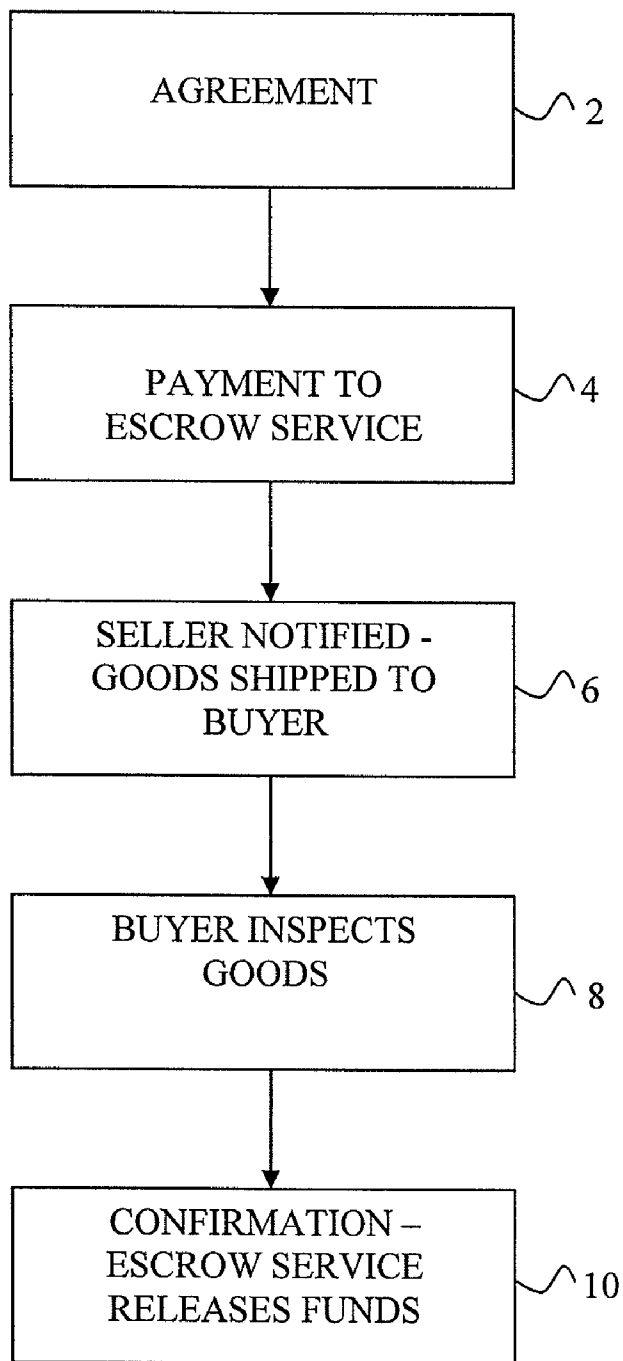 AGREEMENT
2
PAYMENT TO
ESCROW SERVICE
4
SELLER NOTIFIED -
GOODS SHIPPED TO
BUYER
6
BUYER INSPECTS
GOODS
8
CONFIRMATION –
ESCROW SERVICE
RELEASES FUNDS
10